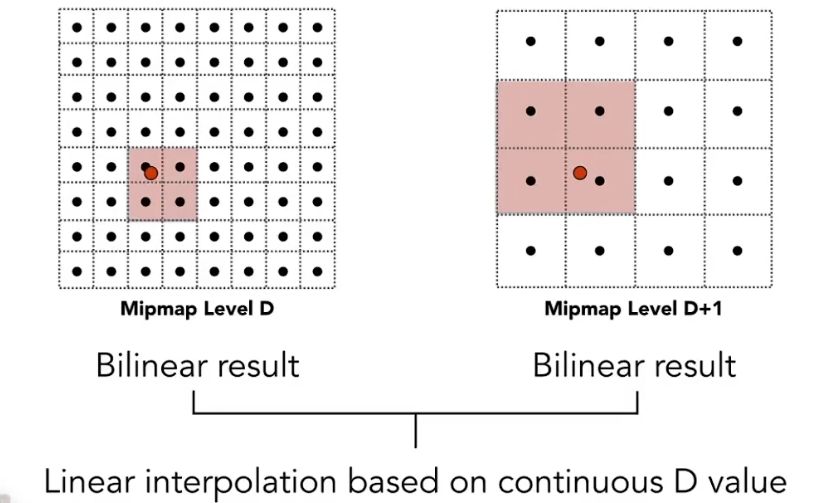 Mipmap Level D
Mipmap Level D+1
Bilinear result
Bilinear result
Linear interpolation based on continuous D value